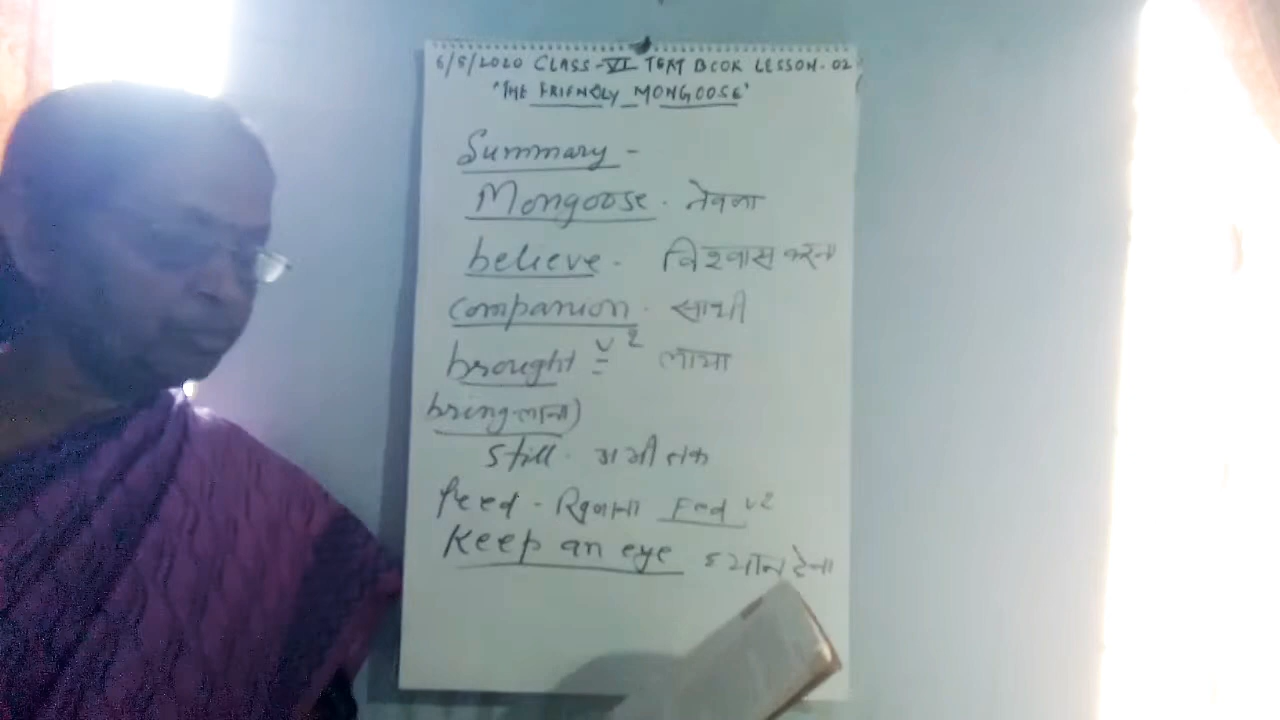 6/5/2020 CLASS-VI TEXT BOOK LESSON-02
"THE FRIENDLY MONGOOSE"
Summary -
Mongoose. नेवला
believe. विश्वास करना
companion. साथी
brought = V2 लाया
bring-लाना)
Still. अभी तक
feed - खिलाना Fed V2
Keep an eye ध्यान देना